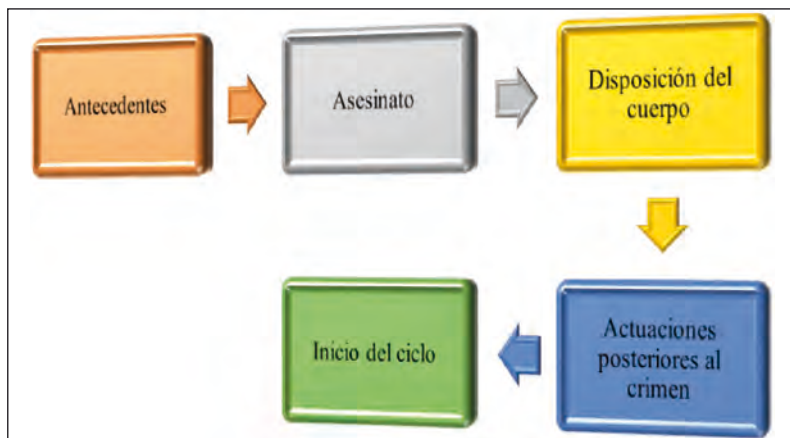 Antecedentes
Asesinato
Disposición del
cuerpo
Actuaciones
posteriores al
crimen
Inicio del ciclo